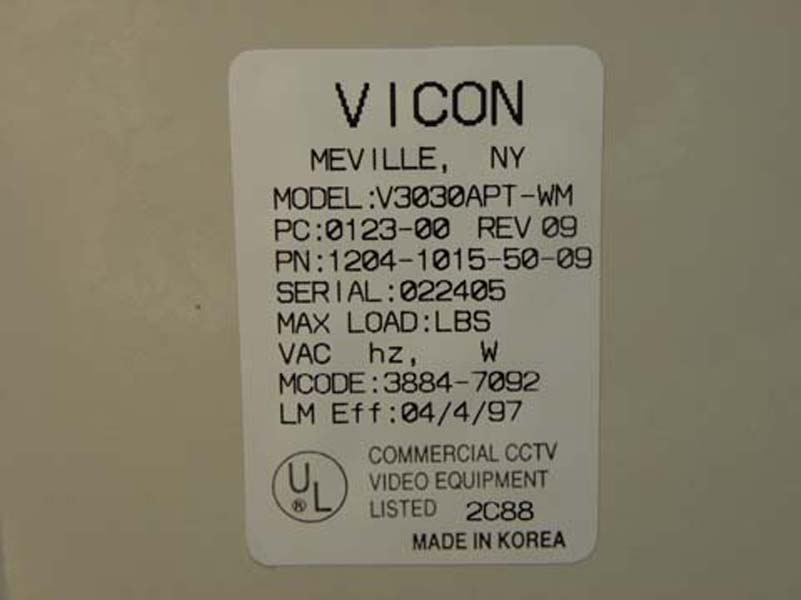 VICON
MEVILLE, NY
MODEL:V3030APT-WM
PC:0123-00 REV 09
PN:1204-1015-50-09
SERIAL:022405
MAX LOAD:LBS
VAC hz, W
MCODE:3884-7092
LM Eff:04/4/97
UL ®
COMMERCIAL CCTV
VIDEO EQUIPMENT
LISTED 2C88
MADE IN KOREA